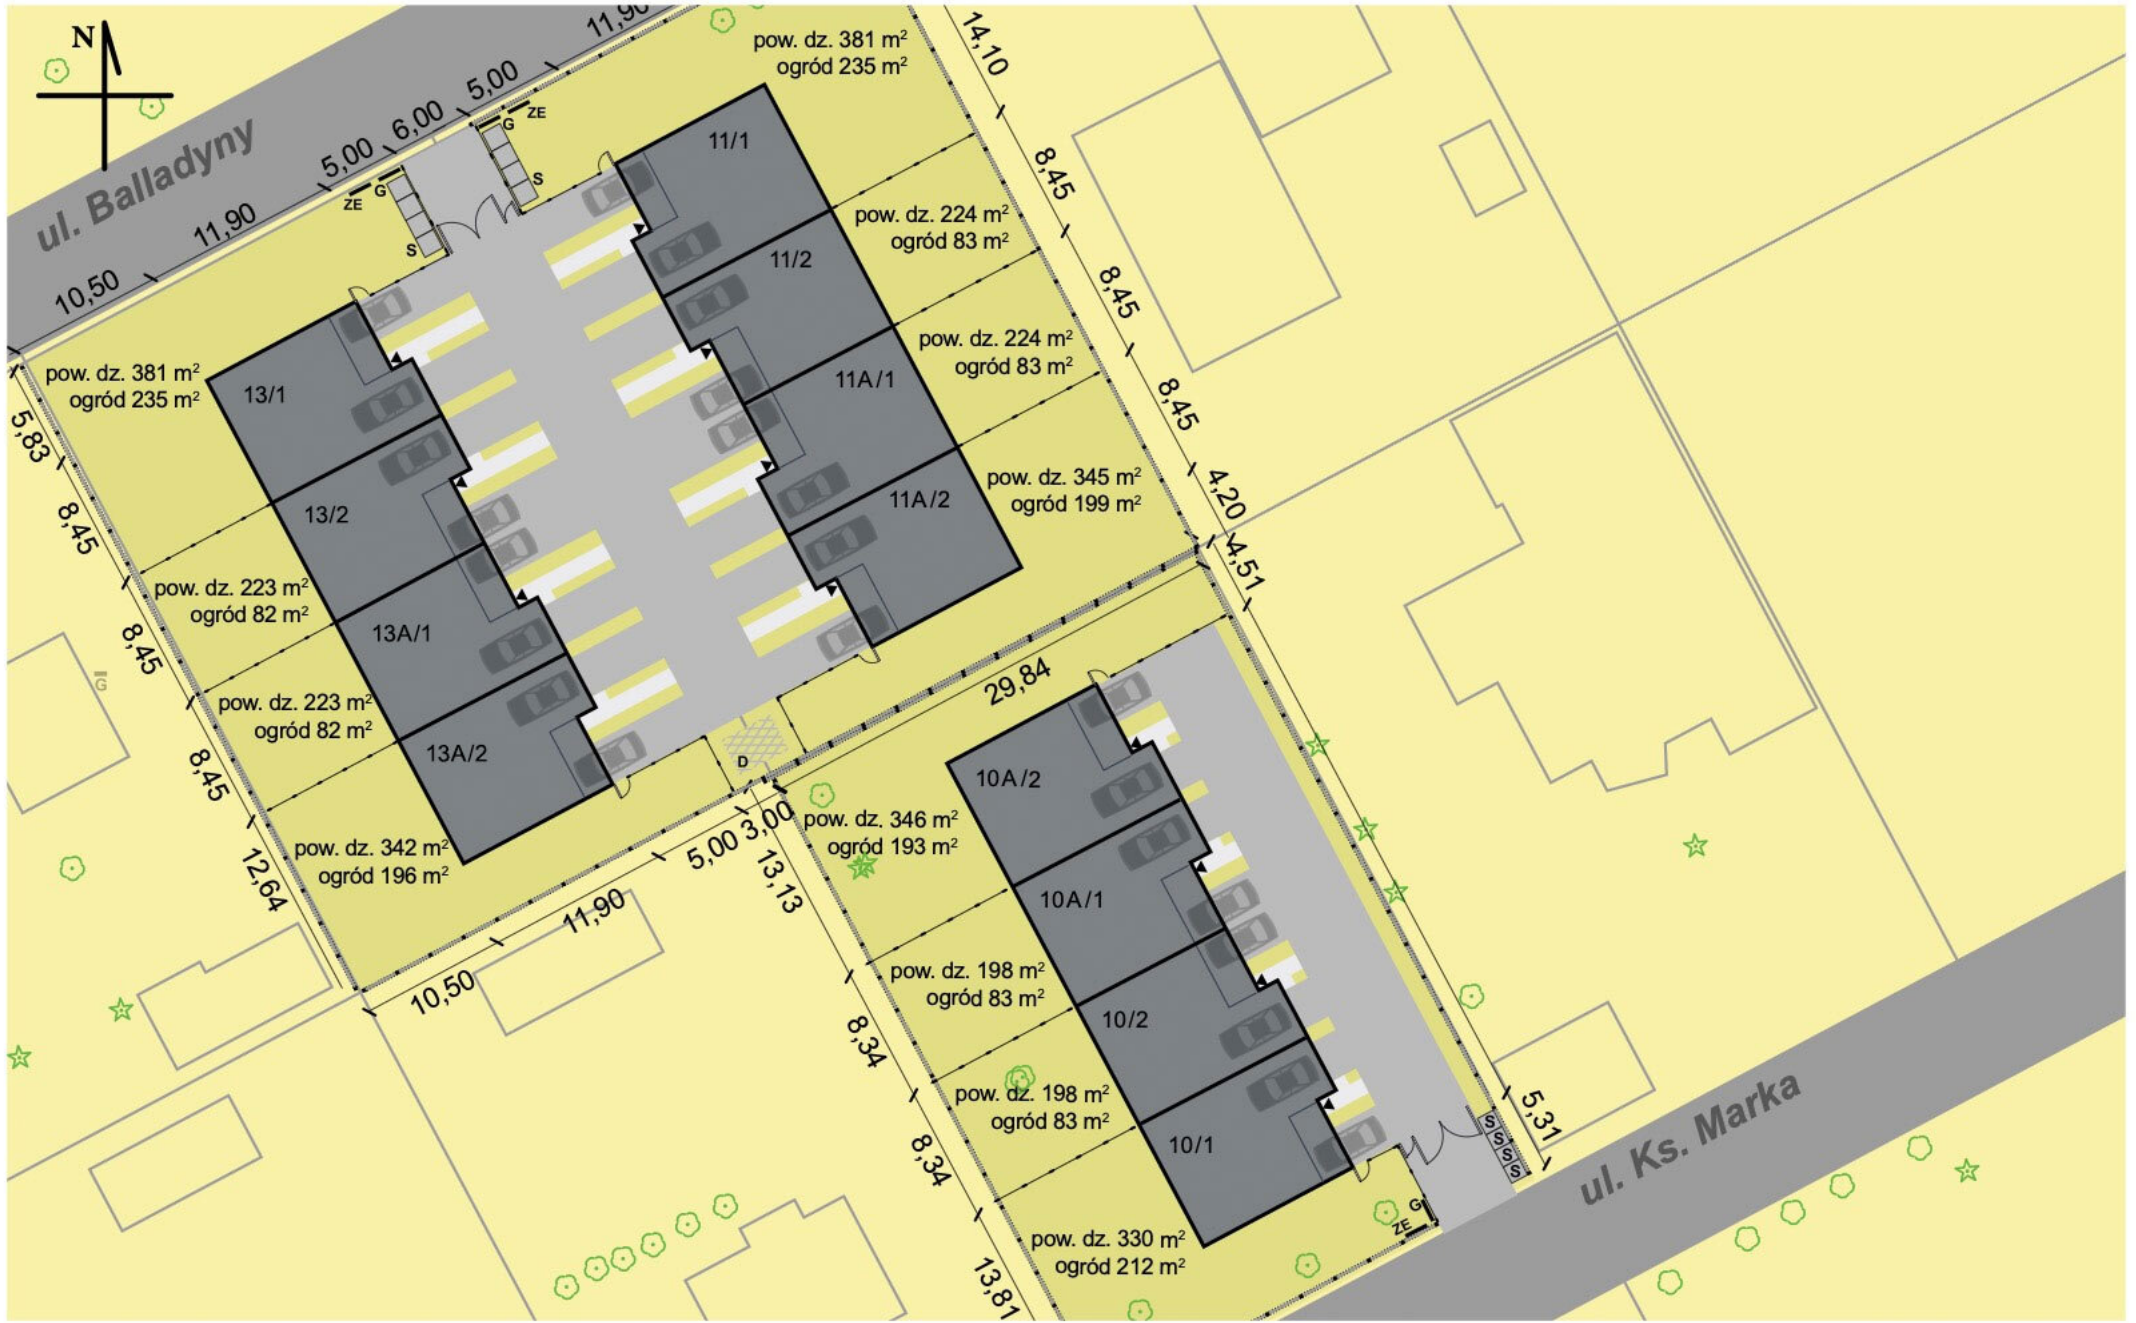 N
11,90
14,10
pow. dz. 381 m²
ogród 235 m²
5,00
ZE
G
6,00
S
11/1
8,45
ul. Balladyny
5,00
ZE
G
S
11,90
10,50
11/2
pow. dz. 224 m²
ogród 83 m²
8,45
pow. dz. 224 m²
ogród 83 m²
11A/1
8,45
pow. dz. 381 m²
ogród 235 m²
13/1
5,83
11A/2
pow. dz. 345 m²
ogród 199 m²
4,20
4,51
13/2
8,45
pow. dz. 223 m²
ogród 82 m²
13A/1
8,45
G
pow. dz. 223 m²
ogród 82 m²
13A/2
8,45
29,84
D
pow. dz. 342 m²
ogród 196 m²
12,64
10,50
11,90
5,00
3,00
13,13
pow. dz. 346 m²
ogród 193 m²
10A/2
10A/1
pow. dz. 198 m²
ogród 83 m²
8,34
10/2
pow. dz. 198 m²
ogród 83 m²
8,34
10/1
5,31
S
S
S
S
G
ZE
pow. dz. 330 m²
ogród 212 m²
13,81
ul. Ks. Marka